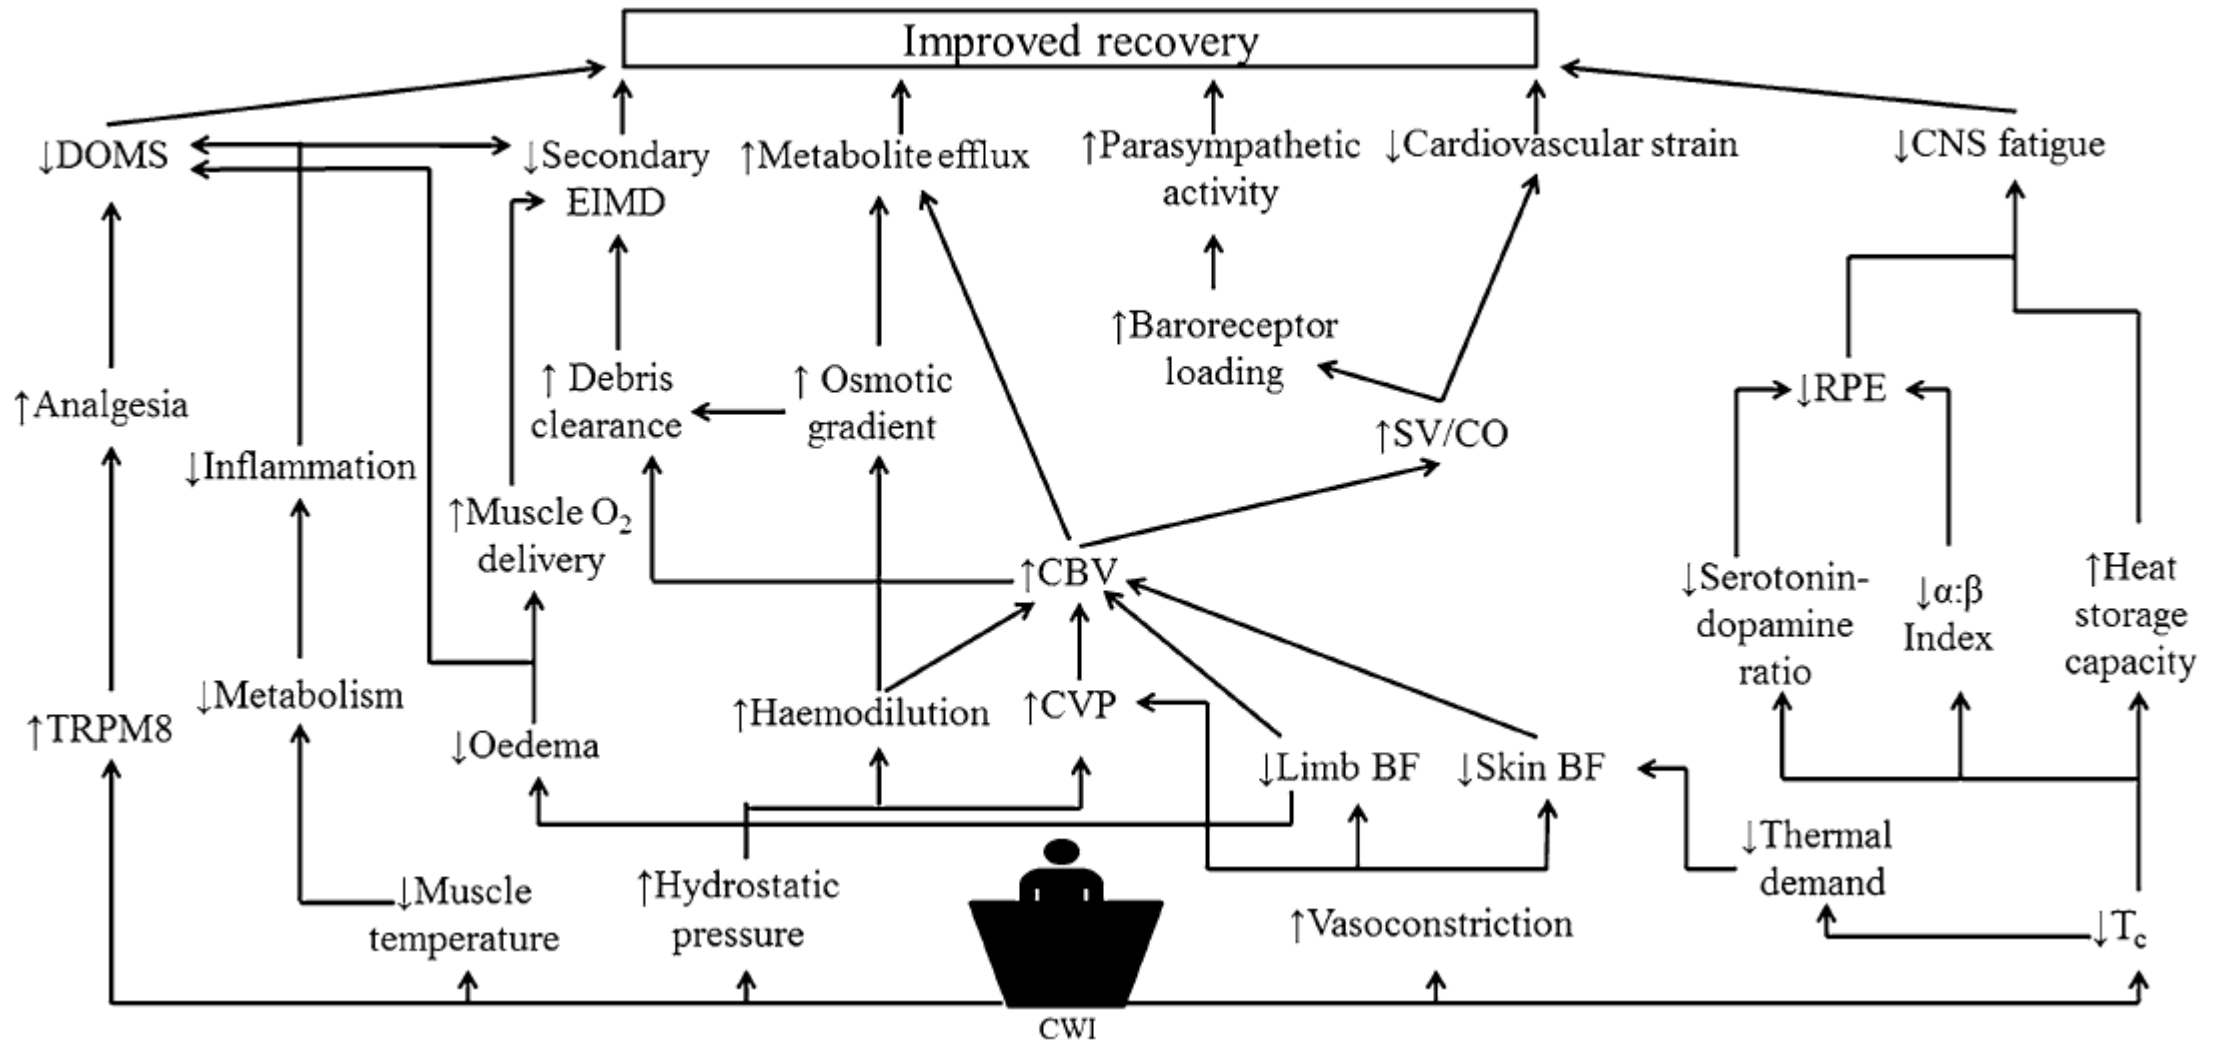 Improved recovery
↓DOMS
↓Secondary
EIMD
↑Metabolite efflux
↑Parasympathetic
activity
↓Cardiovascular strain
↓CNS fatigue
↑Analgesia
↓Inflammation
↑Muscle O₂
delivery
↑ Debris
clearance
↑ Osmotic
gradient
↑Baroreceptor
loading
↑SV/CO
↓RPE
↑CBV
↓Serotonin-
dopamine
ratio
↓α:β
Index
↑Heat
storage
capacity
↑TRPM8
↓Metabolism
↓Oedema
↑Haemodilution
↑CVP
↓Limb BF
↓Skin BF
↓Thermal
demand
↓Muscle
temperature
↑Hydrostatic
pressure
↑Vasoconstriction
↓Tc
CWI